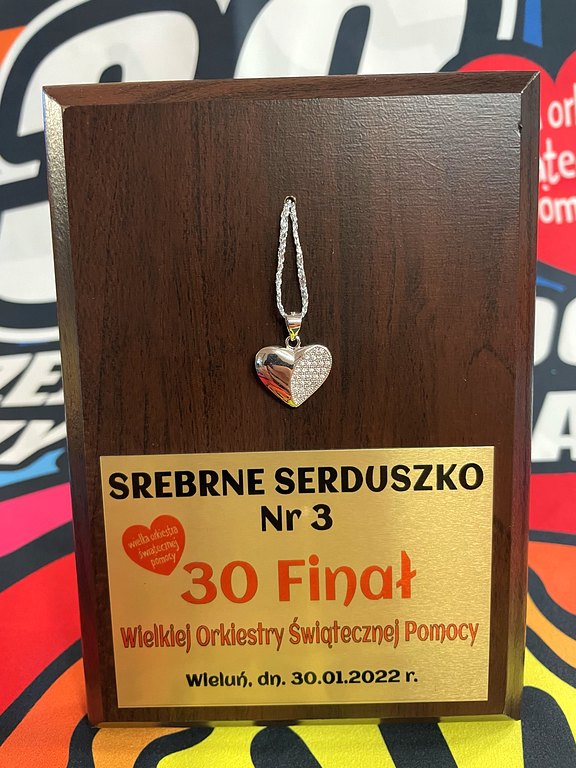 SREBRNE SERDUSZKO
Nr 3
wielka orkiestra
świątecznej
pomocy
30 Finał
Wielkiej Orkiestry Świątecznej Pomocy
Wieluń, dn. 30.01.2022 r.